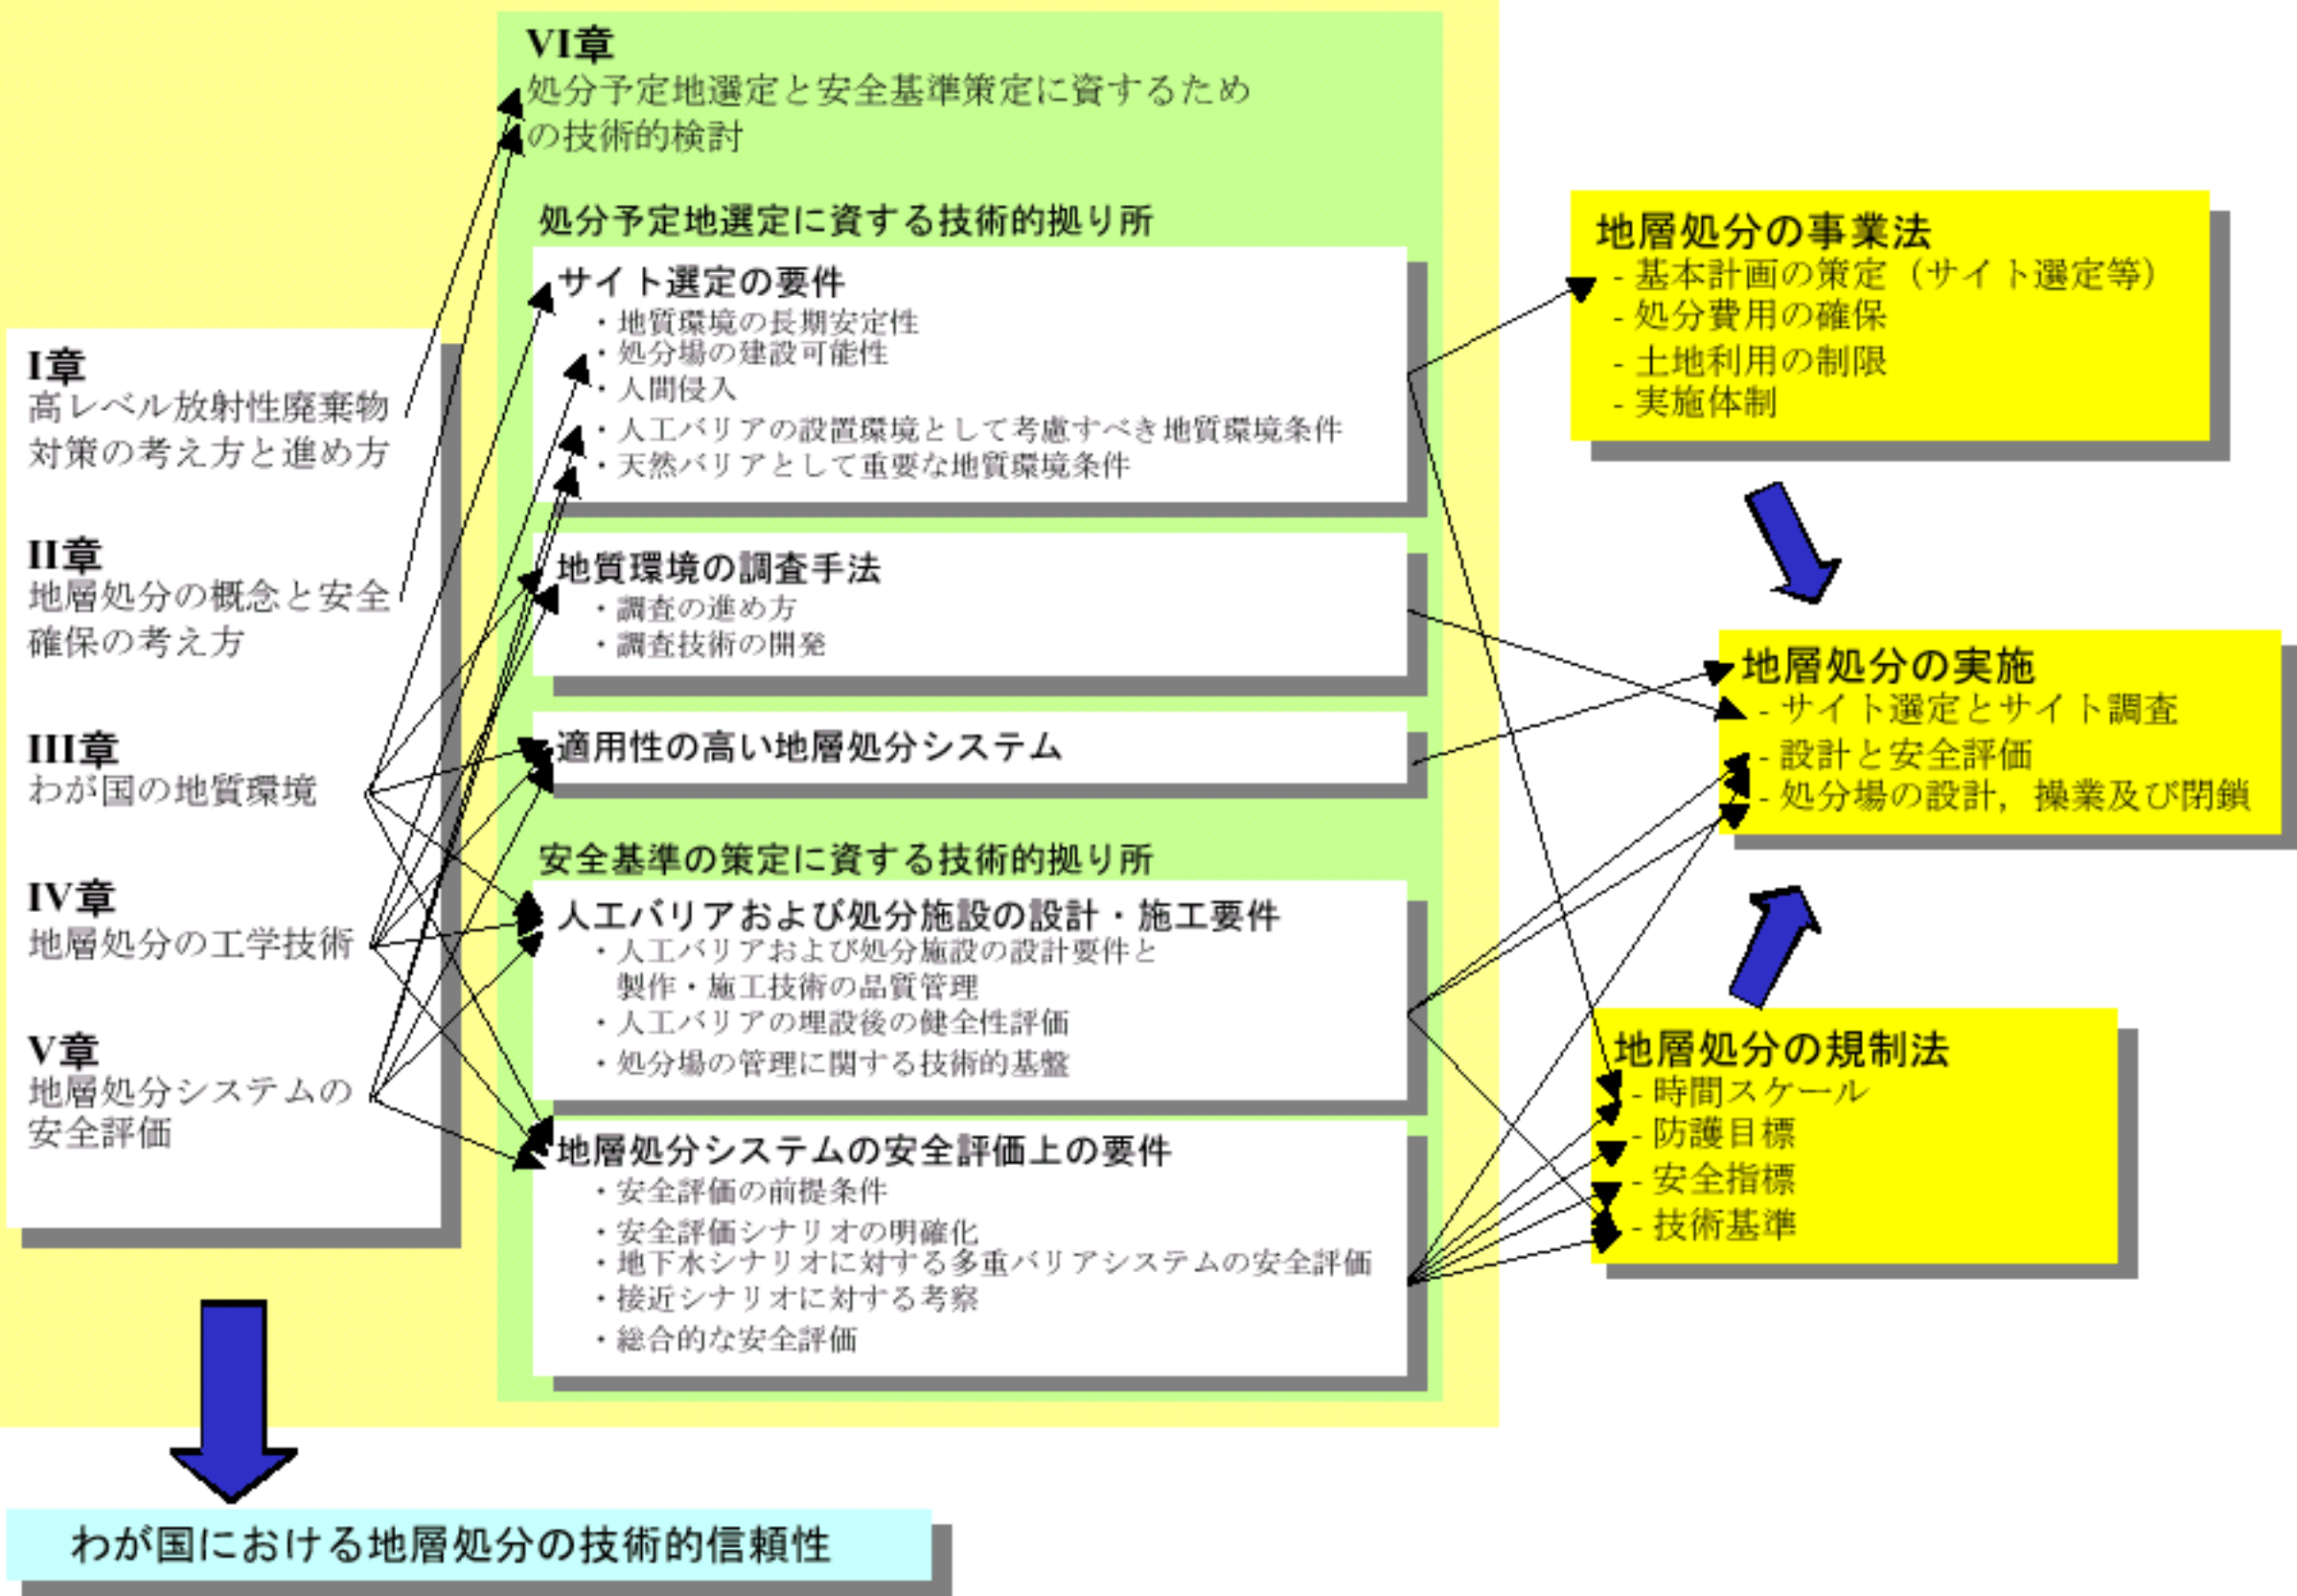 I章
高レベル放射性廃棄物
対策の考え方と進め方
II章
地層処分の概念と安全
確保の考え方
III章
わが国の地質環境
IV章
地層処分の工学技術
V章
地層処分システムの
安全評価
VI章
処分予定地選定と安全基準策定に資するため
の技術的検討
処分予定地選定に資する技術的拠り所
サイト選定の要件
・地質環境の長期安定性
・処分場の建設可能性
・人間侵入
・人工バリアの設置環境として考慮すべき地質環境条件
・天然バリアとして重要な地質環境条件
地質環境の調査手法
・調査の進め方
・調査技術の開発
適用性の高い地層処分システム
安全基準の策定に資する技術的拠り所
人工バリアおよび処分施設の設計・施工要件
・人工バリアおよび処分施設の設計要件と
製作・施工技術の品質管理
・人工バリアの埋設後の健全性評価
・処分場の管理に関する技術的基盤
地層処分システムの安全評価上の要件
・安全評価の前提条件
・安全評価シナリオの明確化
・地下水シナリオに対する多重バリアシステムの安全評価
・接近シナリオに対する考察
・総合的な安全評価
地層処分の事業法
- 基本計画の策定（サイト選定等）
- 処分費用の確保
- 土地利用の制限
- 実施体制
地層処分の実施
- サイト選定とサイト調査
- 設計と安全評価
- 処分場の設計，操業及び閉鎖
地層処分の規制法
- 時間スケール
- 防護目標
- 安全指標
- 技術基準
わが国における地層処分の技術的信頼性